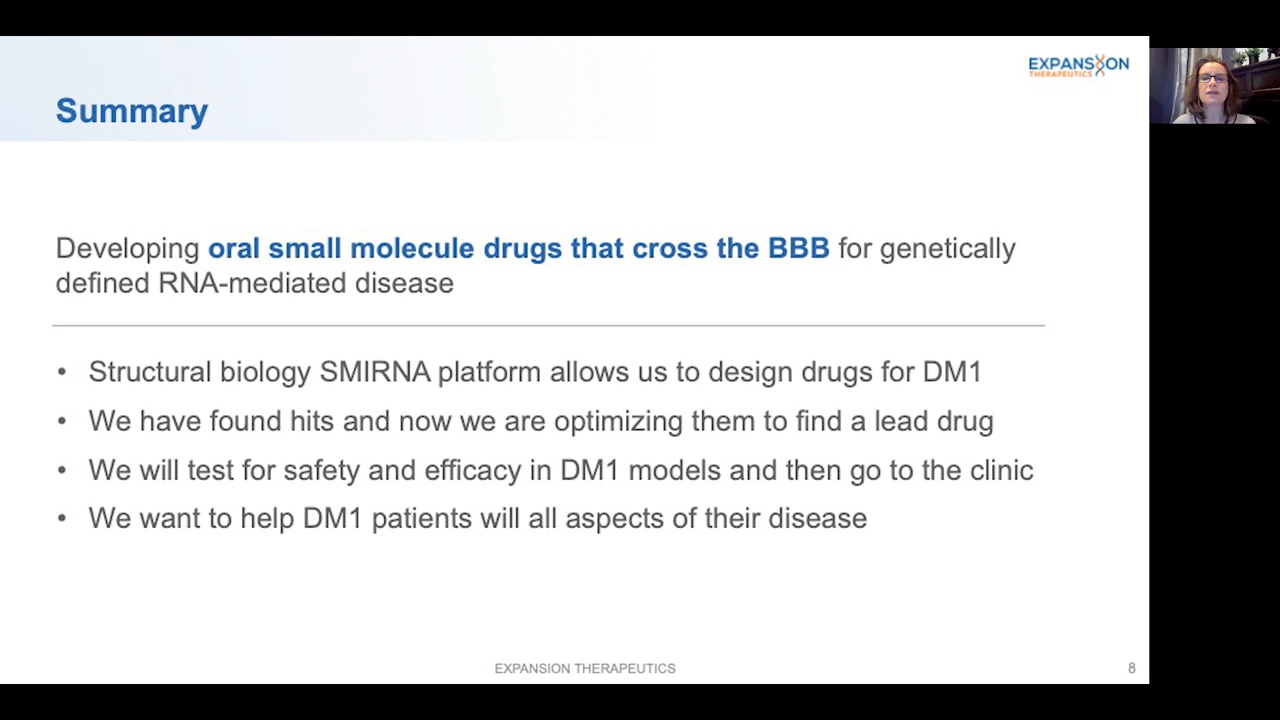 EXPANSION
THERAPEUTICS
Summary
Developing oral small molecule drugs that cross the BBB for genetically
defined RNA-mediated disease
• Structural biology SMIRNA platform allows us to design drugs for DM1
• We have found hits and now we are optimizing them to find a lead drug
• We will test for safety and efficacy in DM1 models and then go to the clinic
• We want to help DM1 patients will all aspects of their disease
EXPANSION THERAPEUTICS
8